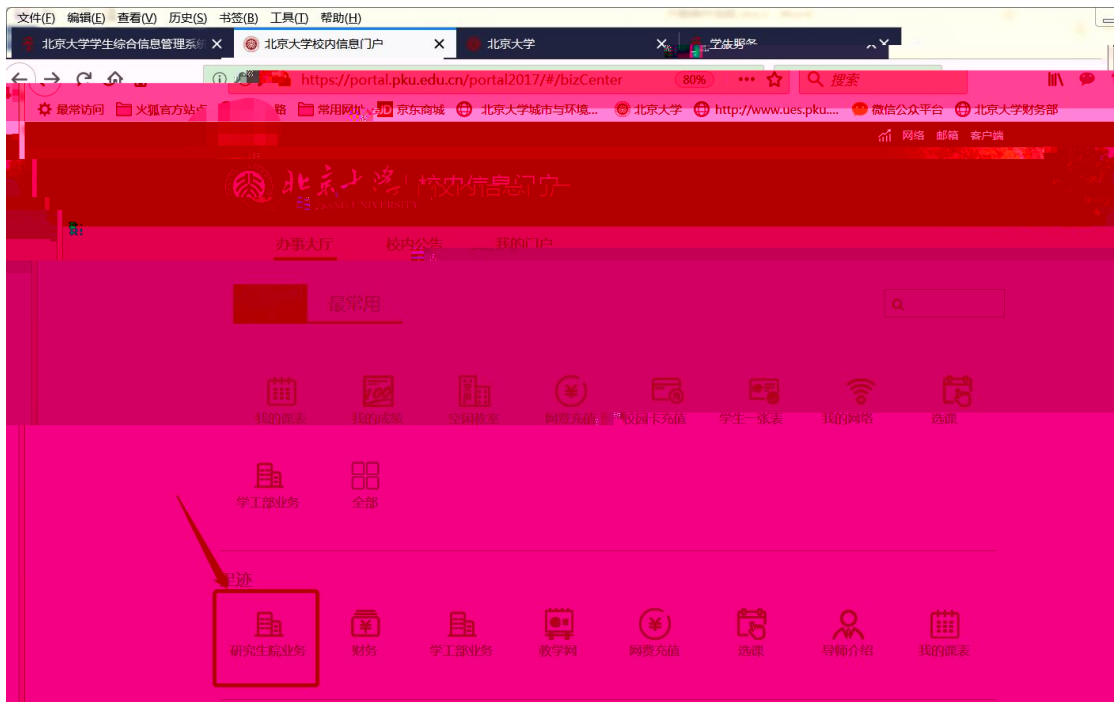 文件(F) 编辑(E) 查看(V) 历史(S) 书签(B) 工具(T) 帮助(H)
北京大学学生综合信息管理系统 北京大学校内信息门户 北京大学
https://portal.pku.edu.cn/portal2017/#/bizCenter 80% 搜索
最常访问 火狐官方站点 常用网址 JD 京东商城 北京大学城市与环境... 北京大学 http://www.ues.pku.... 微信公众平台 北京大学财务部
网络 邮箱 客户端
北京大学 校内信息门户
PEKING UNIVERSITY
办事大厅 校内公告 我的门户
最常用
我的课表 我的成绩 空闲教室 网费充值 校园卡充值 学生一张表 我的网络 选课
学工部业务 全部
足迹
研究生院业务 财务 学工部业务 教学网 网费充值 选课 导师介绍 我的课表